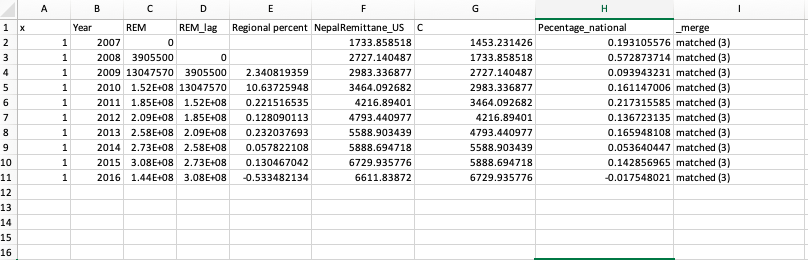 A B C D E F G H I
1 x Year REM REM_lag Regional percent NepalRemittane_US C Pecentage_national _merge
2 1 2007 0 1733.858518 1453.231426 0.193105576 matched (3)
3 1 2008 3905500 0 2727.140487 1733.858518 0.572873714 matched (3)
4 1 2009 13047570 3905500 2.340819359 2983.336877 2727.140487 0.093943231 matched (3)
5 1 2010 1.52E+08 13047570 10.63725948 3464.092682 2983.336877 0.161147006 matched (3)
6 1 2011 1.85E+08 1.52E+08 0.221516535 4216.89401 3464.092682 0.217315585 matched (3)
7 1 2012 2.09E+08 1.85E+08 0.128090113 4793.440977 4216.89401 0.136723135 matched (3)
8 1 2013 2.58E+08 2.09E+08 0.232037693 5588.903439 4793.440977 0.165948108 matched (3)
9 1 2014 2.73E+08 2.58E+08 0.057822108 5888.694718 5588.903439 0.053640447 matched (3)
10 1 2015 3.08E+08 2.73E+08 0.130467042 6729.935776 5888.694718 0.142856965 matched (3)
11 1 2016 1.44E+08 3.08E+08 -0.533482134 6611.83872 6729.935776 -0.017548021 matched (3)
12
13
14
15
16